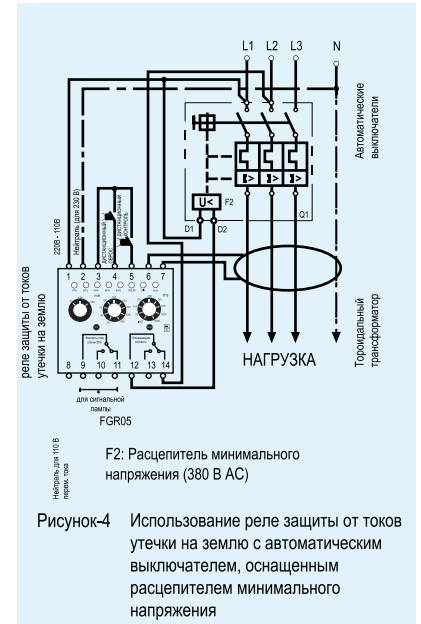 L1 L2 L3 N
Автоматические
выключатели
U< F2
I> I> I>
D1 D2 Q1
220В - 110В
Нейтраль (для 230 В)
ДИСТАНЦИОННЫЙ
СБРОС
ДИСТАНЦИОННЫЙ
КОНТРОЛЬ
1 2 3 4 5 6 7
реле защиты от токов
утечки на землю
8 9 10 11 12 13 14
для сигнальной
лампы
FGR05
НАГРУЗКА
Тороидальный
трансформатор
Нейтраль для 110 В
перем. тока
F2: Расцепитель минимального
напряжения (380 В AC)
Рисунок-4 Использование реле защиты от токов
утечки на землю с автоматическим
выключателем, оснащенным
расцепителем минимального
напряжения